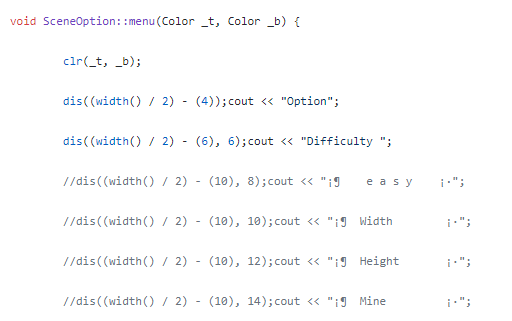 void SceneOption::menu(Color _t, Color _b) {
clr(_t, _b);
dis((width() / 2) - (4));cout << "Option";
dis((width() / 2) - (6), 6);cout << "Difficulty ";
//dis((width() / 2) - (10), 8);cout << "¡¶    e a s y    ¡·";
//dis((width() / 2) - (10), 10);cout << "¡¶  Width        ¡·";
//dis((width() / 2) - (10), 12);cout << "¡¶  Height       ¡·";
//dis((width() / 2) - (10), 14);cout << "¡¶  Mine         ¡·";